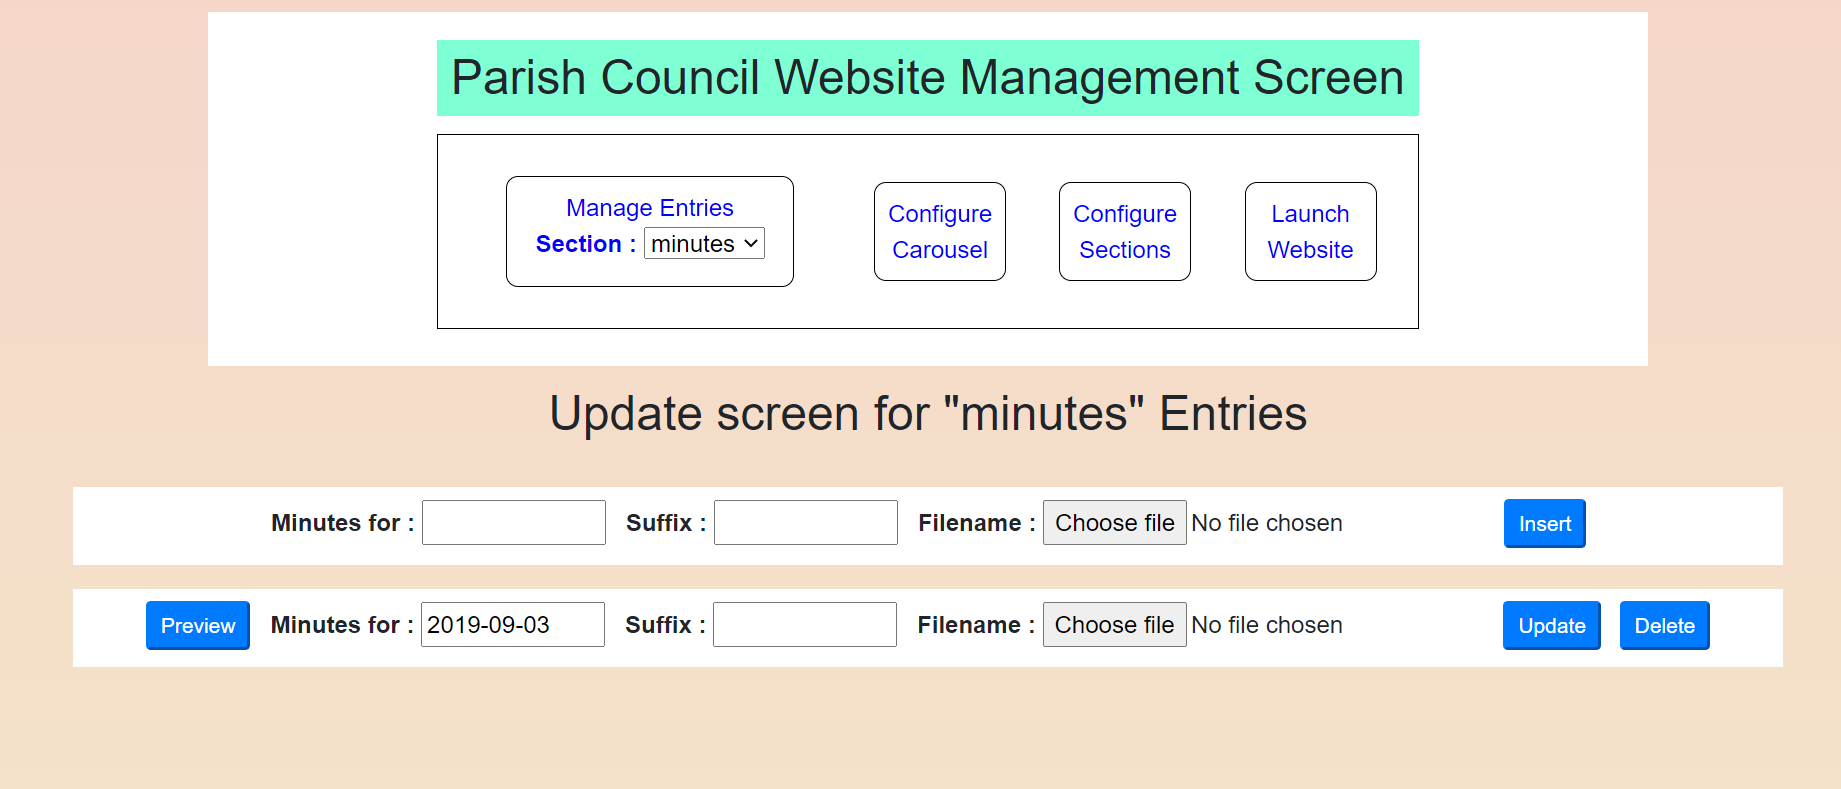 Parish Council Website Management Screen
Manage Entries
Section : minutes
Configure
Carousel
Configure
Sections
Launch
Website
Update screen for "minutes" Entries
Minutes for : Suffix : Filename : Choose file No file chosen Insert
Preview Minutes for : 2019-09-03 Suffix : Filename : Choose file No file chosen Update Delete